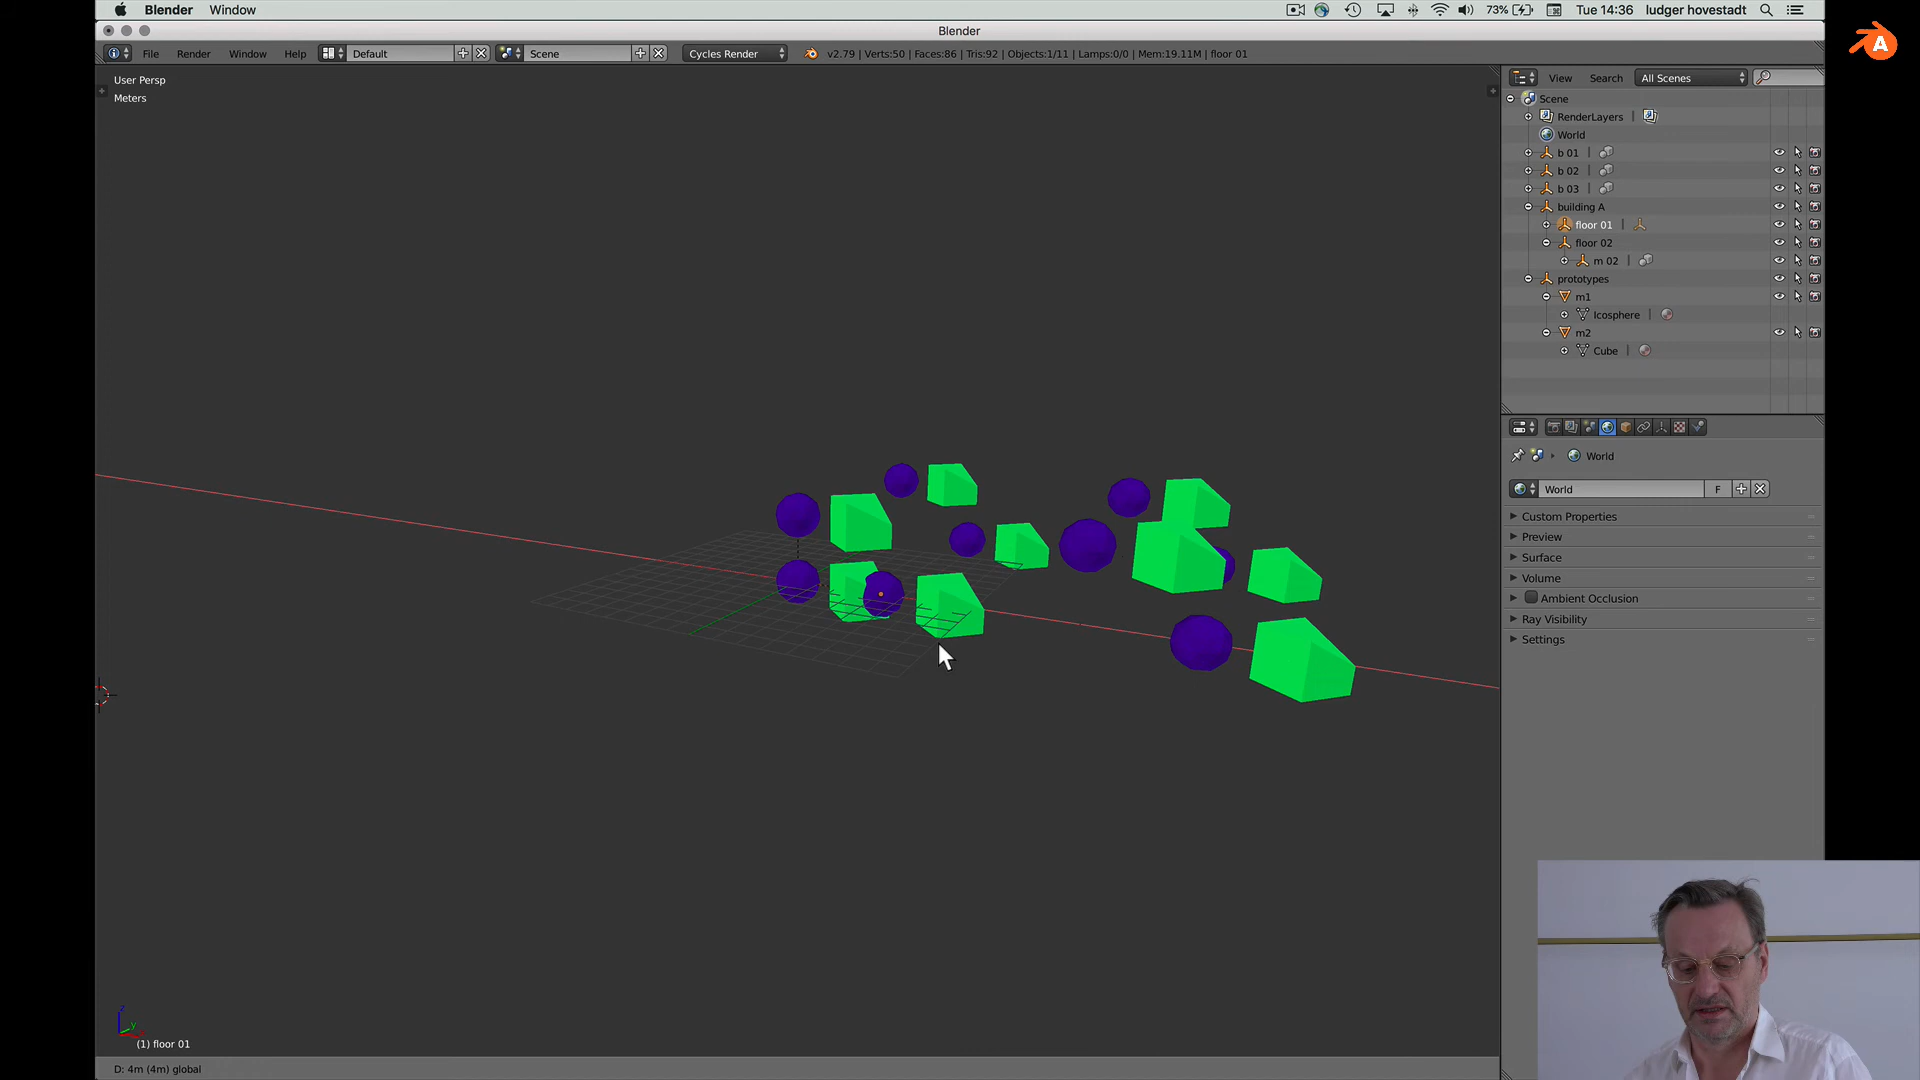 Blender Window 73% Tue 14:36 ludger hovestadt
Blender
File Render Window Help Default Scene Cycles Render v2.79 | Verts:50 | Faces:86 | Tris:92 | Objects:1/11 | Lamps:0/0 | Mem:19.11M | floor 01
User Persp
Meters
View Search All Scenes
Scene
RenderLayers
World
b 01
b 02
b 03
building A
floor 01
floor 02
m 02
prototypes
m1
Icosphere
m2
Cube
World
World F
Custom Properties
Preview
Surface
Volume
Ambient Occlusion
Ray Visibility
Settings
(1) floor 01
D: 4m (4m) global
A